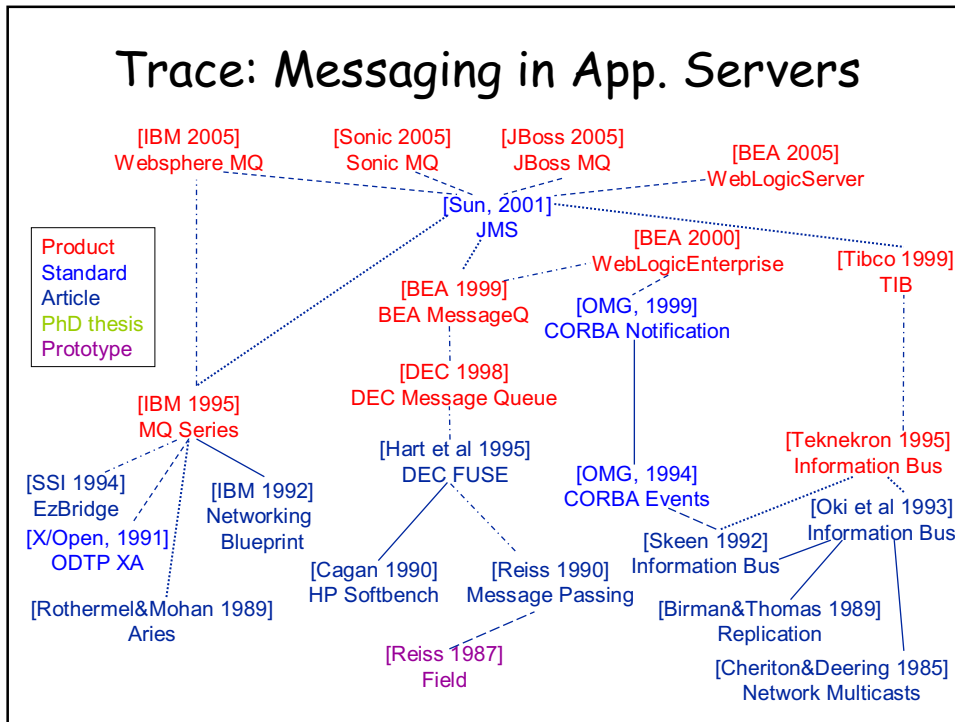 Trace: Messaging in App. Servers
[IBM 2005]
Websphere MQ
[Sonic 2005]
Sonic MQ
[JBoss 2005]
JBoss MQ
[BEA 2005]
WebLogicServer
[Sun, 2001]
JMS
Product
Standard
Article
PhD thesis
Prototype
[BEA 2000]
WebLogicEnterprise
[Tibco 1999]
TIB
[BEA 1999]
BEA MessageQ
[OMG, 1999]
CORBA Notification
[DEC 1998]
DEC Message Queue
[IBM 1995]
MQ Series
[Hart et al 1995]
DEC FUSE
[Teknekron 1995]
Information Bus
[SSI 1994]
EzBridge
[IBM 1992]
Networking
Blueprint
[OMG, 1994]
CORBA Events
[Oki et al 1993]
Information Bus
[X/Open, 1991]
ODTP XA
[Skeen 1992]
Information Bus
[Cagan 1990]
HP Softbench
[Reiss 1990]
Message Passing
[Rothermel&Mohan 1989]
Aries
[Birman&Thomas 1989]
Replication
[Reiss 1987]
Field
[Cheriton&Deering 1985]
Network Multicasts